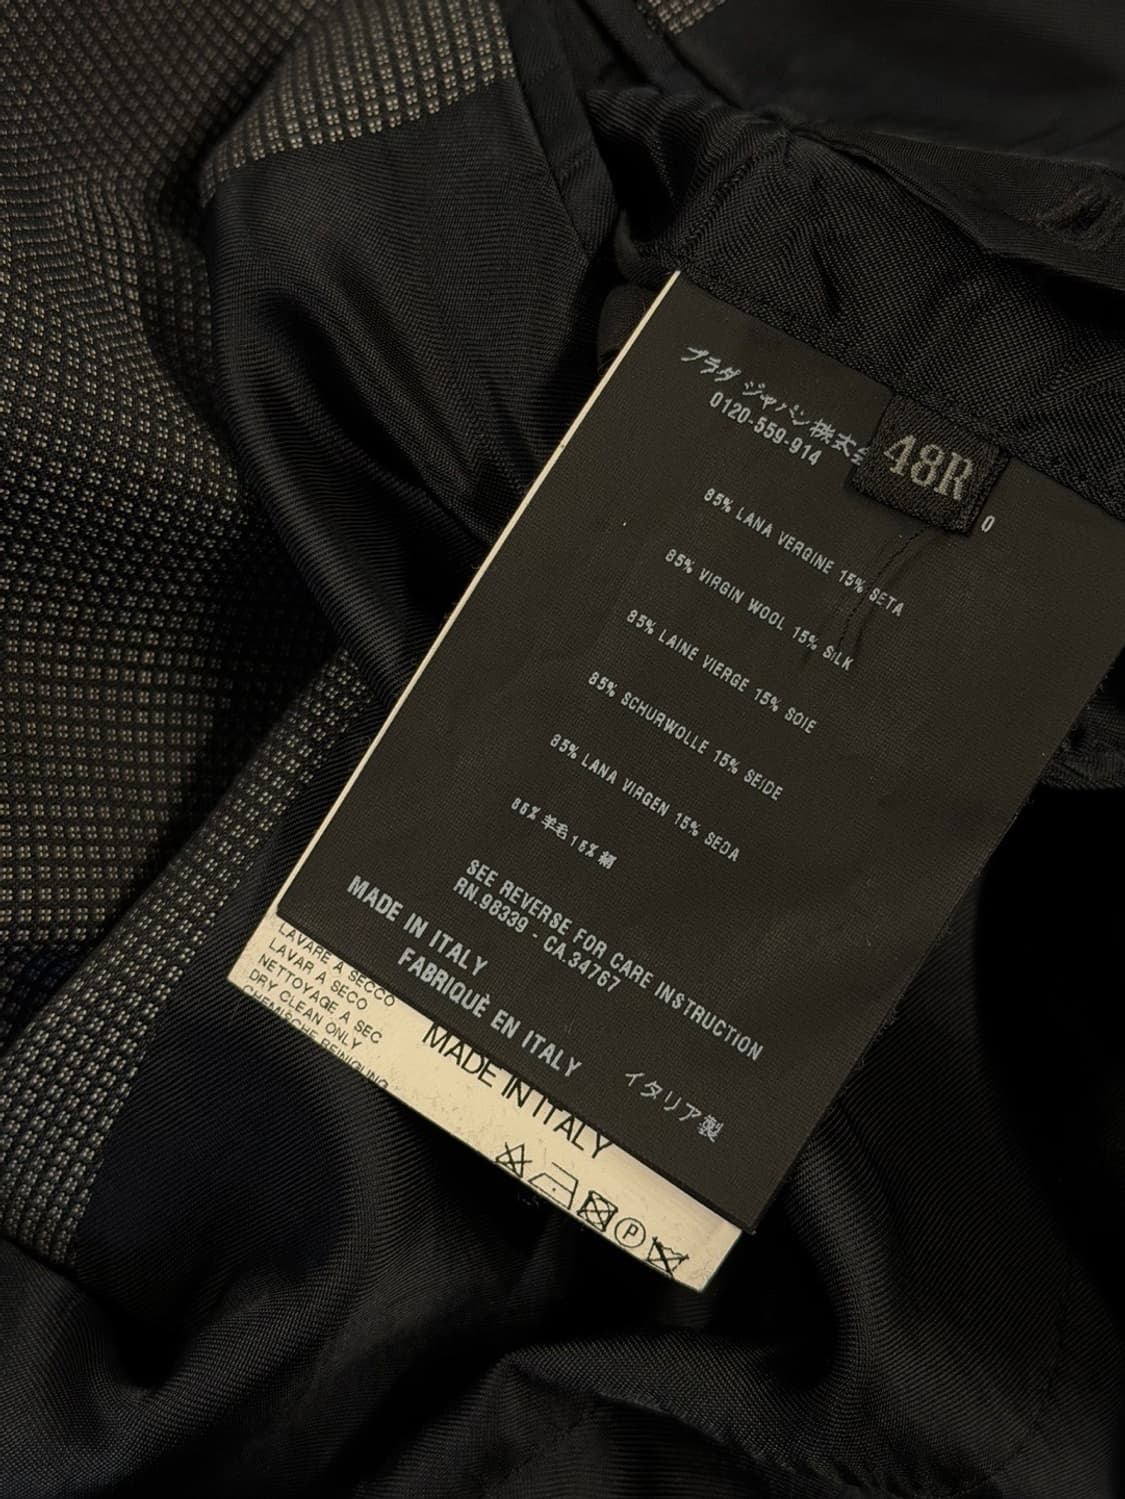 プラダ ジャパン株式会
0120-559-914
48R
0
85% LANA VERGINE 15% SETA
85% VIRGIN WOOL 15% SILK
85% LAINE VIERGE 15% SOIE
85% SCHURWOLLE 15% SEIDE
85% LANA VIRGEN 15% SEDA
85% 羊毛 15% 絹
SEE REVERSE FOR CARE INSTRUCTION
RN.98339 - CA.34767
MADE IN ITALY
FABRIQUÈ EN ITALY
イタリア製
LAVARE A SECCO
LAVAR A SECO
NETTOYAGE A SEC
DRY CLEAN ONLY
REINIGUNG
MADE IN ITALY
P